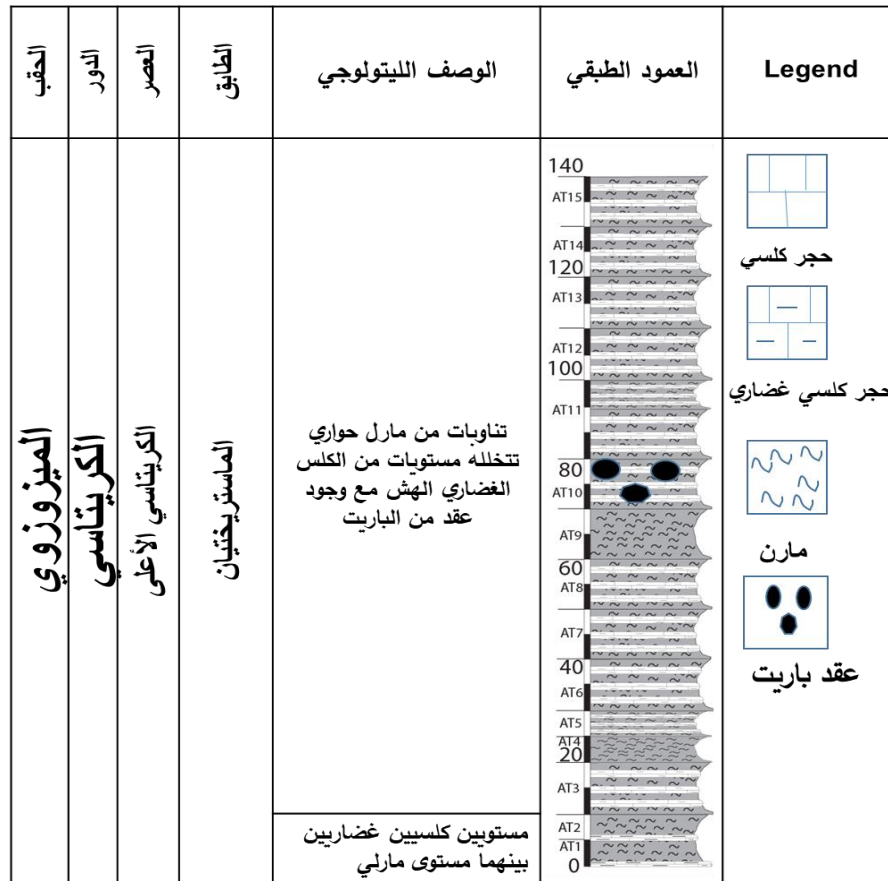 الحقب
الدور
العصر
الطابق
الوصف الليتولوجي
العمود الطبقي
Legend
الميزوزوي
الكريتاسي
الكريتاسي الأعلى
الماستريختيان
تناوبات من مارل حواري
تتخلله مستويات من الكلس
الغضاري الهش مع وجود
عقد من الباريت
مستويين كلسيين غضاريين
بينهما مستوى مارلي
140
AT15
AT14
120
AT13
AT12
100
AT11
80
AT10
AT9
60
AT8
AT7
40
AT6
AT5
AT4
20
AT3
AT2
AT1
0
حجر كلسي
حجر كلسي غضاري
مارن
عقد باريت